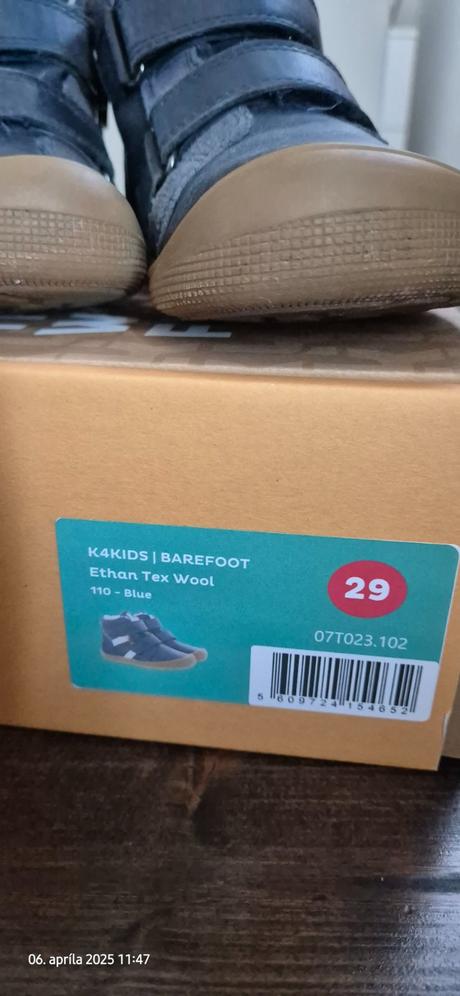 K4KIDS | BAREFOOT
Ethan Tex Wool
110 - Blue
29
07T023.102
5 609724 154652
06. apríla 2025 11:47